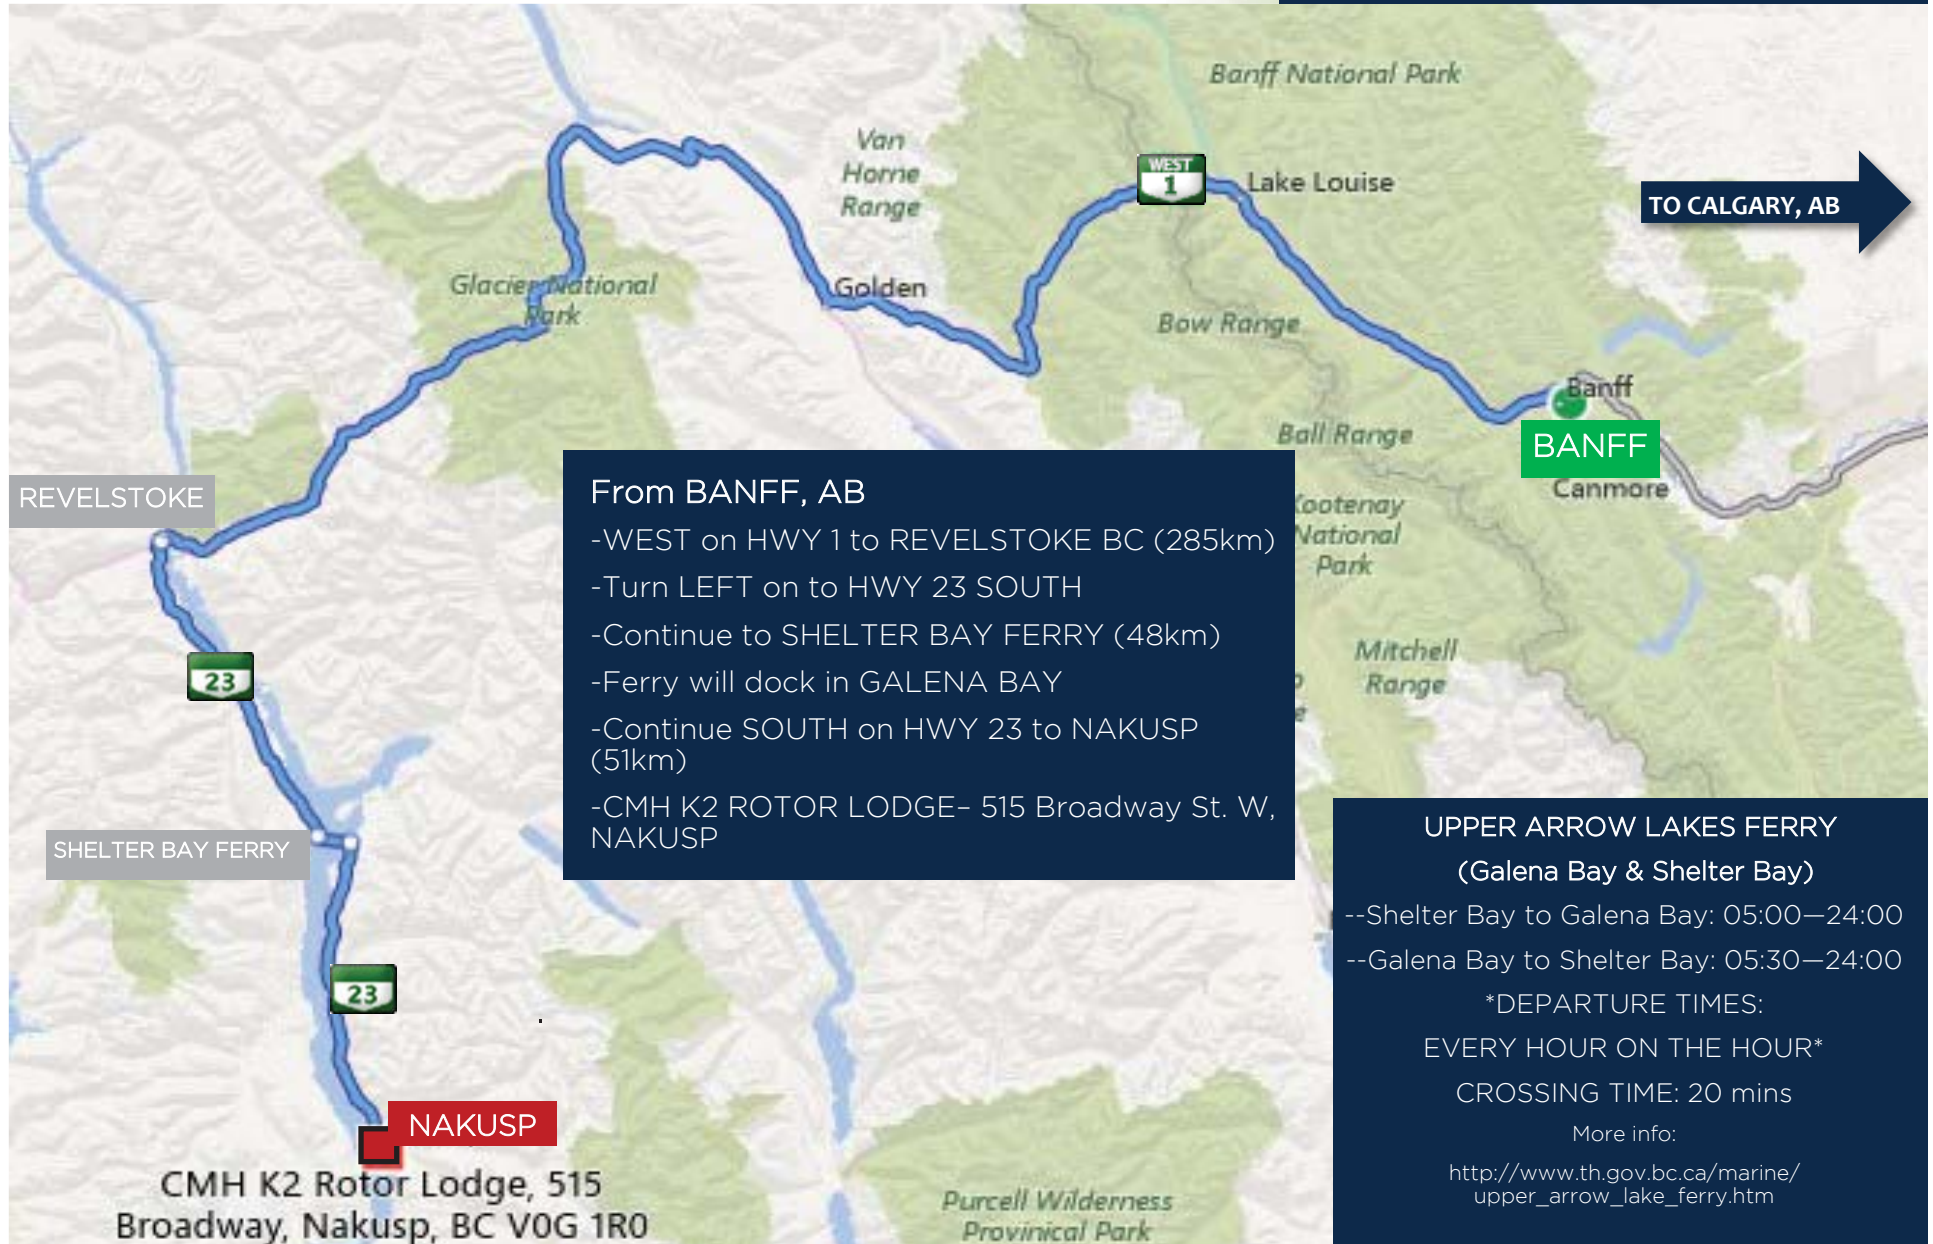 Banff National Park
Van
Horne
Range
WEST
1
Lake Louise
TO CALGARY, AB
Glacier National
Park
Golden
Bow Range
Banff
BANFF
Ball Range
Canmore
REVELSTOKE
From BANFF, AB
-WEST on HWY 1 to REVELSTOKE BC (285km)
-Turn LEFT on to HWY 23 SOUTH
-Continue to SHELTER BAY FERRY (48km)
-Ferry will dock in GALENA BAY
-Continue SOUTH on HWY 23 to NAKUSP
(51km)
-CMH K2 ROTOR LODGE– 515 Broadway St. W,
NAKUSP
Kootenay
National
Park
Mitchell
Range
23
SHELTER BAY FERRY
23
NAKUSP
CMH K2 Rotor Lodge, 515
Broadway, Nakusp, BC V0G 1R0
Purcell Wilderness
Provinical Park
UPPER ARROW LAKES FERRY
(Galena Bay & Shelter Bay)
--Shelter Bay to Galena Bay: 05:00—24:00
--Galena Bay to Shelter Bay: 05:30—24:00
*DEPARTURE TIMES:
EVERY HOUR ON THE HOUR*
CROSSING TIME: 20 mins
More info:
http://www.th.gov.bc.ca/marine/
upper_arrow_lake_ferry.htm